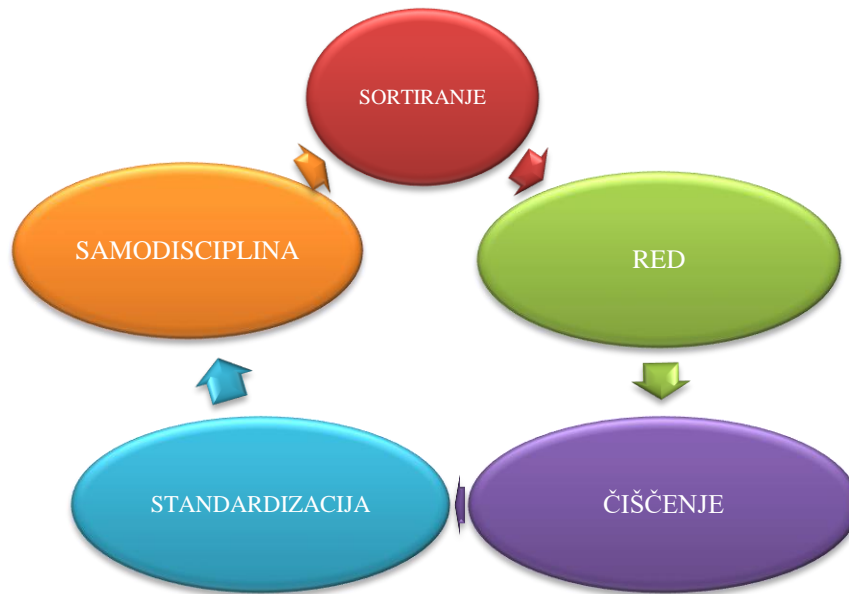 SORTIRANJE
RED
ČIŠČENJE
STANDARDIZACIJA
SAMODISCIPLINA